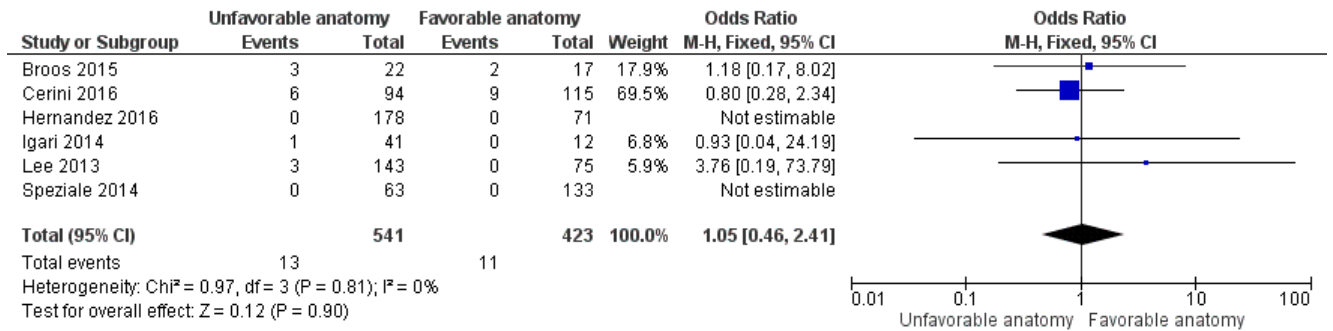 Unfavorable anatomy Favorable anatomy Odds Ratio Odds Ratio
Study or Subgroup Events Total Events Total Weight M-H, Fixed, 95% CI M-H, Fixed, 95% CI
Broos 2015 3 22 2 17 17.9% 1.18 [0.17, 8.02]
Cerini 2016 6 94 9 115 69.5% 0.80 [0.28, 2.34]
Hernandez 2016 0 178 0 71 Not estimable
Igari 2014 1 41 0 12 6.8% 0.93 [0.04, 24.19]
Lee 2013 3 143 0 75 5.9% 3.76 [0.19, 73.79]
Speziale 2014 0 63 0 133 Not estimable
Total (95% CI) 541 423 100.0% 1.05 [0.46, 2.41]
Total events 13 11
Heterogeneity: Chi² = 0.97, df = 3 (P = 0.81); I² = 0%
Test for overall effect: Z = 0.12 (P = 0.90)
0.01 0.1 1 10 100
Unfavorable anatomy Favorable anatomy